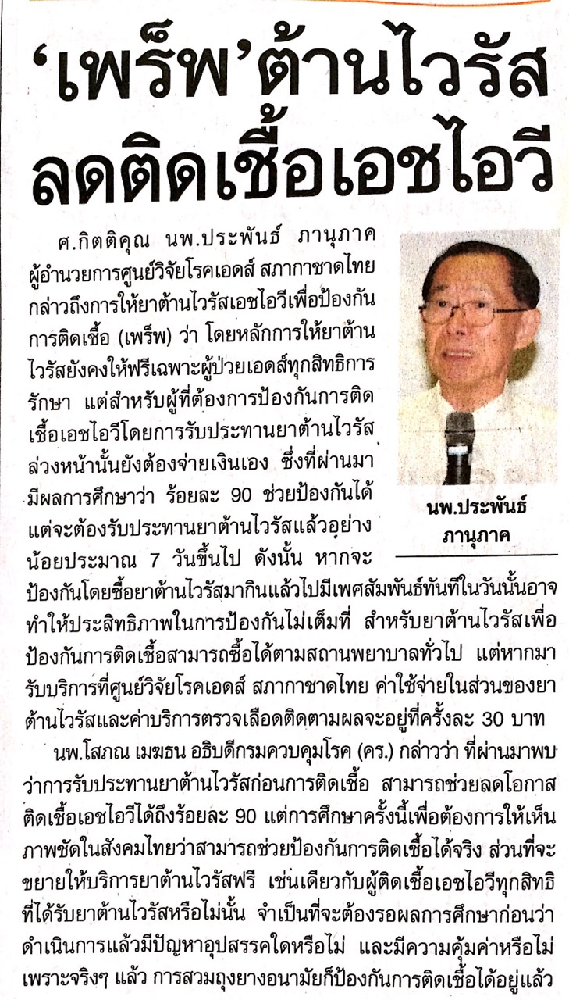 ‘เพร็พ’ต้านไวรัส
ลดติดเชื้อเอชไอวี
ศ.กิตติคุณ นพ.ประพันธ์ ภานุภาค
ผู้อำนวยการศูนย์วิจัยโรคเอดส์ สภากาชาดไทย
กล่าวถึงการให้ยาต้านไวรัสเอชไอวีเพื่อป้องกัน
การติดเชื้อ (เพร็พ) ว่า โดยหลักการให้ยาต้าน
ไวรัสยังคงให้ฟรีเฉพาะผู้ป่วยเอดส์ทุกสิทธิการ
รักษา แต่สำหรับผู้ที่ต้องการป้องกันการติด
เชื้อเอชไอวีโดยการรับประทานยาต้านไวรัส
ล่วงหน้านั้นยังต้องจ่ายเงินเอง ซึ่งที่ผ่านมา
มีผลการศึกษาว่า ร้อยละ 90 ช่วยป้องกันได้
แต่จะต้องรับประทานยาต้านไวรัสแล้วอย่าง
น้อยประมาณ 7 วันขึ้นไป ดังนั้น หากจะ
ป้องกันโดยซื้อยาต้านไวรัสมากินแล้วไปมีเพศสัมพันธ์ทันทีในวันนั้นอาจ
ทำให้ประสิทธิภาพในการป้องกันไม่เต็มที่ สำหรับยาต้านไวรัสเพื่อ
ป้องกันการติดเชื้อสามารถซื้อได้ตามสถานพยาบาลทั่วไป แต่หากมา
รับบริการที่ศูนย์วิจัยโรคเอดส์ สภากาชาดไทย ค่าใช้จ่ายในส่วนของยา
ต้านไวรัสและค่าบริการตรวจเลือดติดตามผลจะอยู่ที่ครั้งละ 30 บาท
นพ.โสภณ เมฆธน อธิบดีกรมควบคุมโรค (คร.) กล่าวว่า ที่ผ่านมาพบ
ว่าการรับประทานยาต้านไวรัสก่อนการติดเชื้อ สามารถช่วยลดโอกาส
ติดเชื้อเอชไอวีได้ถึงร้อยละ 90 แต่การศึกษาครั้งนี้เพื่อต้องการให้เห็น
ภาพชัดในสังคมไทยว่าสามารถช่วยป้องกันการติดเชื้อได้จริง ส่วนที่จะ
ขยายให้บริการยาต้านไวรัสฟรี เช่นเดียวกับผู้ติดเชื้อเอชไอวีทุกสิทธิ
ที่ได้รับยาต้านไวรัสหรือไม่นั้น จำเป็นที่จะต้องรอผลการศึกษาก่อนว่า
ดำเนินการแล้วมีปัญหาอุปสรรคใดหรือไม่ และมีความคุ้มค่าหรือไม่
เพราะจริงๆ แล้ว การสวมถุงยางอนามัยก็ป้องกันการติดเชื้อได้อยู่แล้ว
นพ.ประพันธ์
ภานุภาค